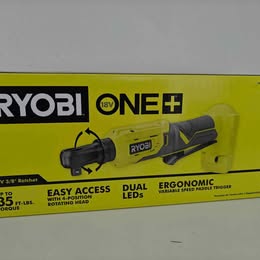 RYOBI 18V ONE+
V 3/8" Ratchet
UP TO
35 FT-LBS.
TORQUE
EASY ACCESS
WITH 4-POSITION
ROTATING HEAD
DUAL
LEDs
ERGONOMIC
VARIABLE SPEED PADDLE TRIGGER